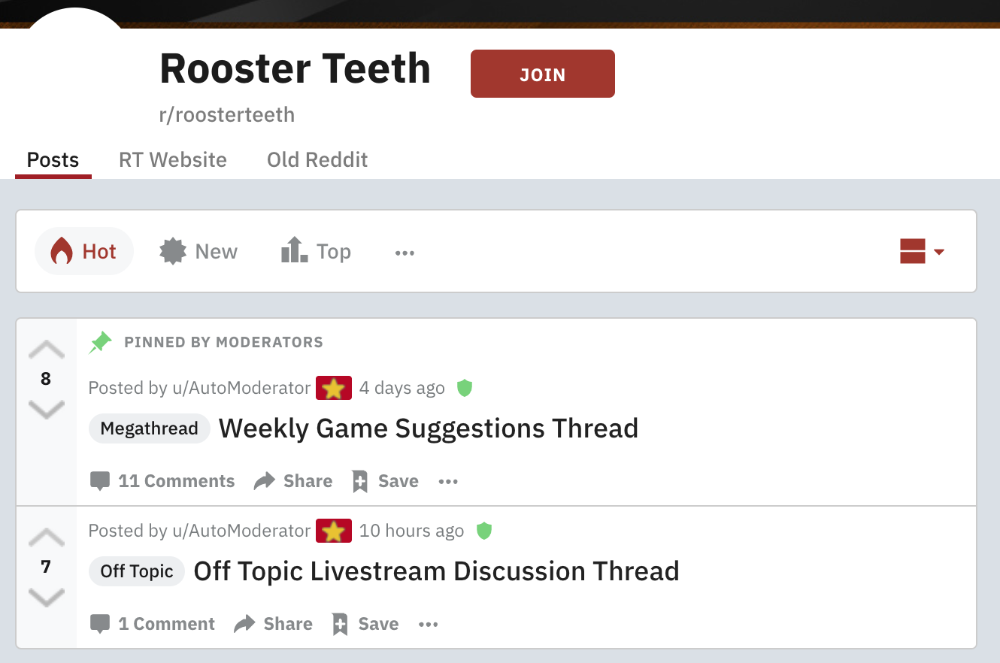 Rooster Teeth
JOIN
r/roosterteeth
Posts RT Website Old Reddit
Hot New Top
PINNED BY MODERATORS
8
Posted by u/AutoModerator 4 days ago
Megathread Weekly Game Suggestions Thread
11 Comments Share Save
Posted by u/AutoModerator 10 hours ago
7
Off Topic Off Topic Livestream Discussion Thread
1 Comment Share Save